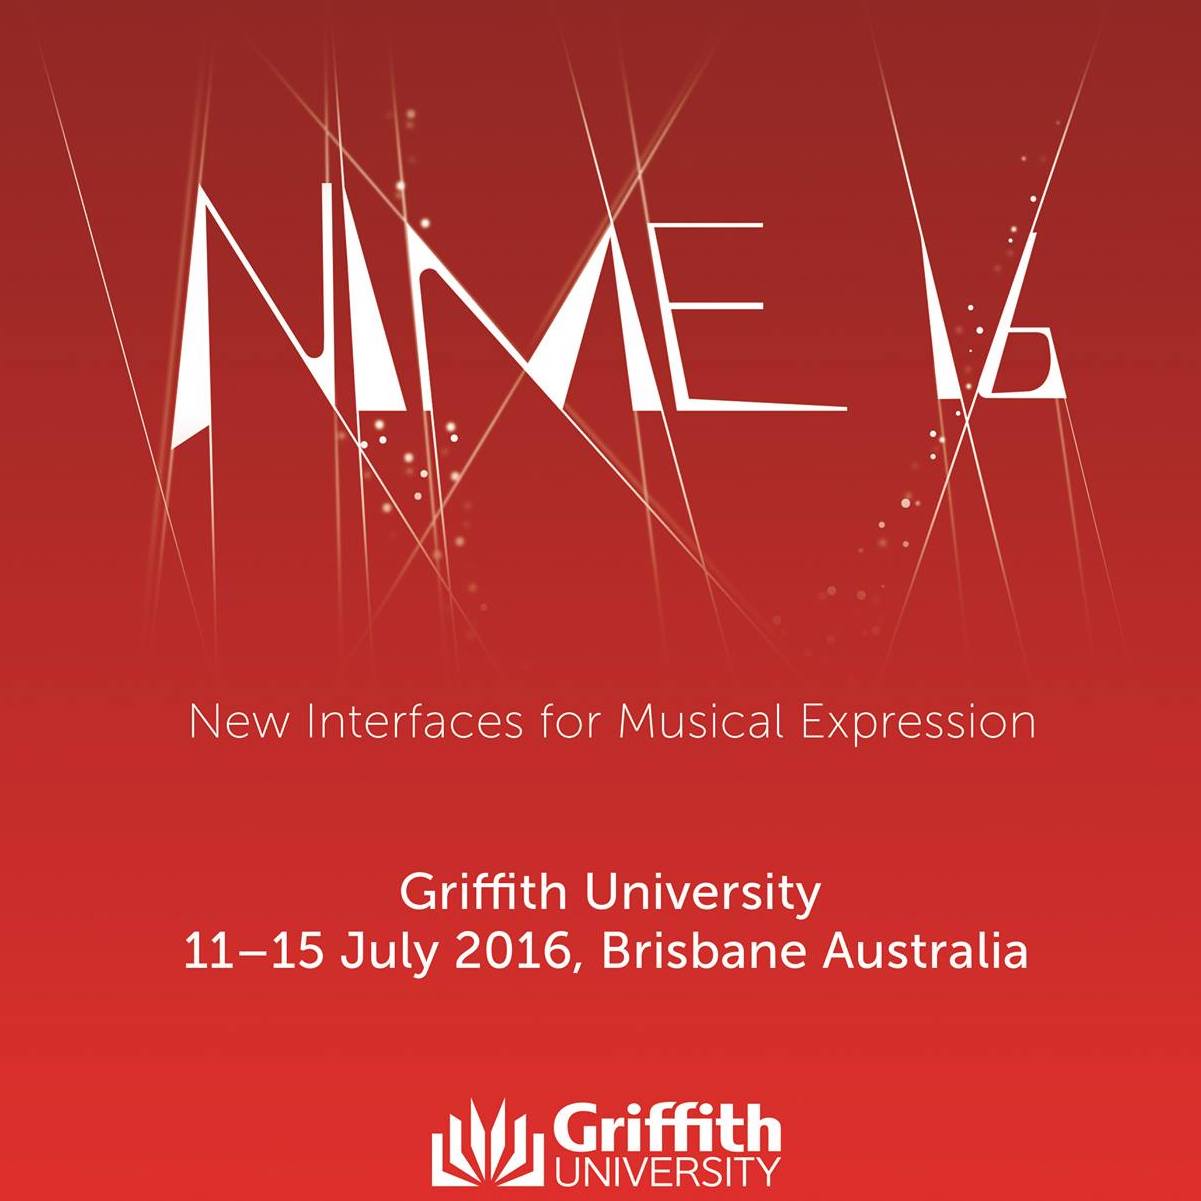 NIME 16
New Interfaces for Musical Expression
Griffith University
11–15 July 2016, Brisbane Australia
Griffith
UNIVERSITY